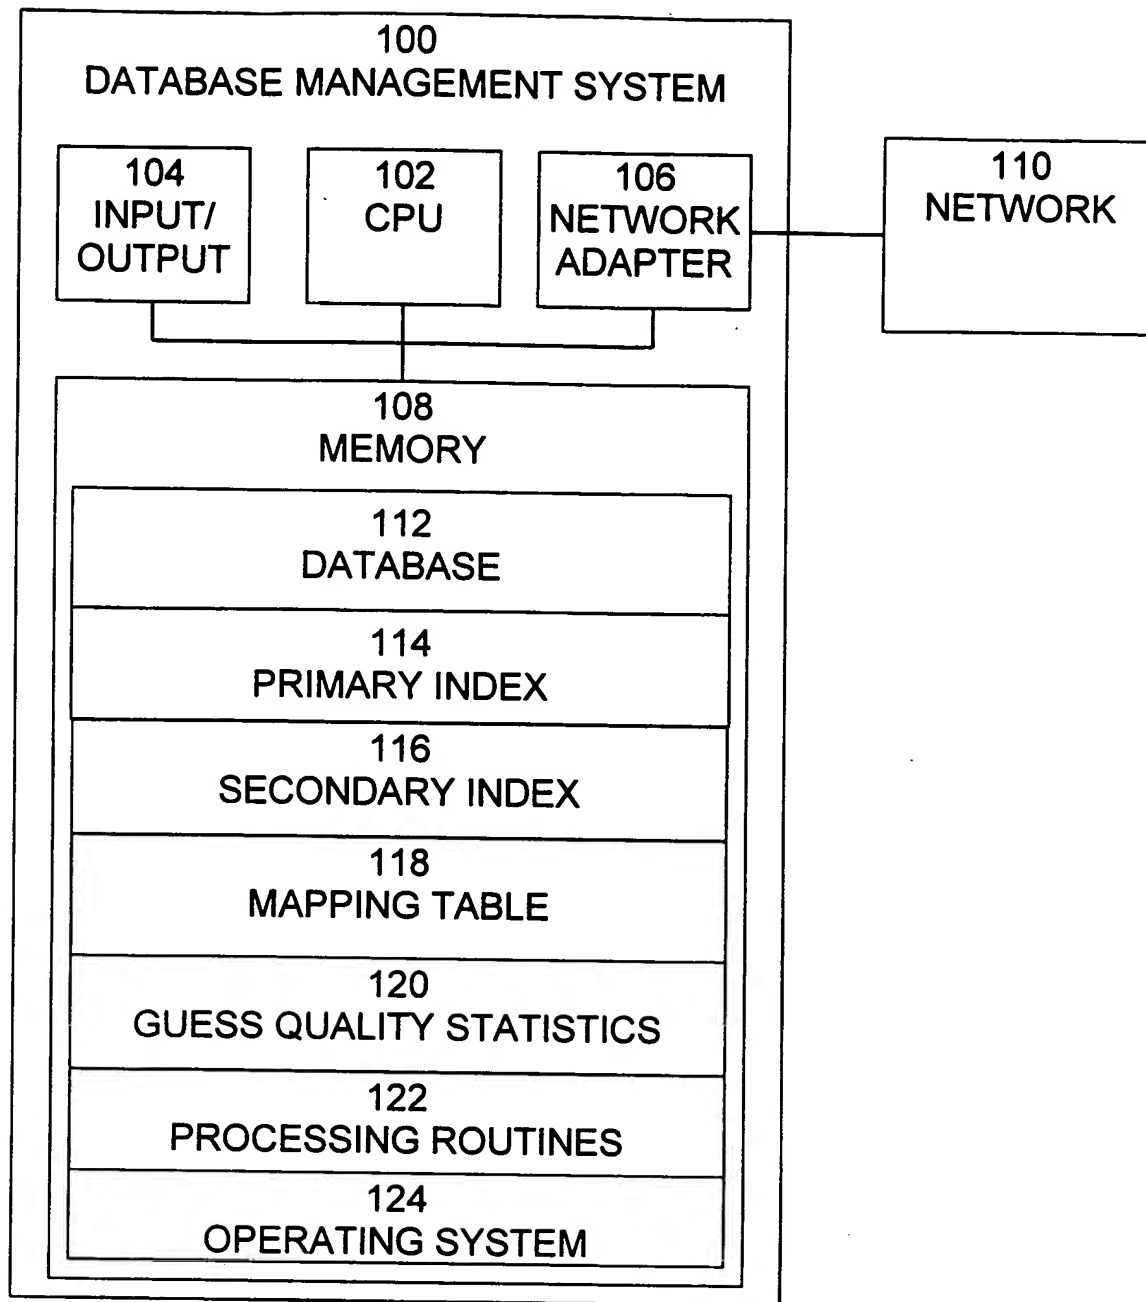 100
DATABASE MANAGEMENT SYSTEM
104
INPUT/
OUTPUT
102
CPU
106
NETWORK
ADAPTER
110
NETWORK
108
MEMORY
112
DATABASE
114
PRIMARY INDEX
116
SECONDARY INDEX
118
MAPPING TABLE
120
GUESS QUALITY STATISTICS
122
PROCESSING ROUTINES
124
OPERATING SYSTEM